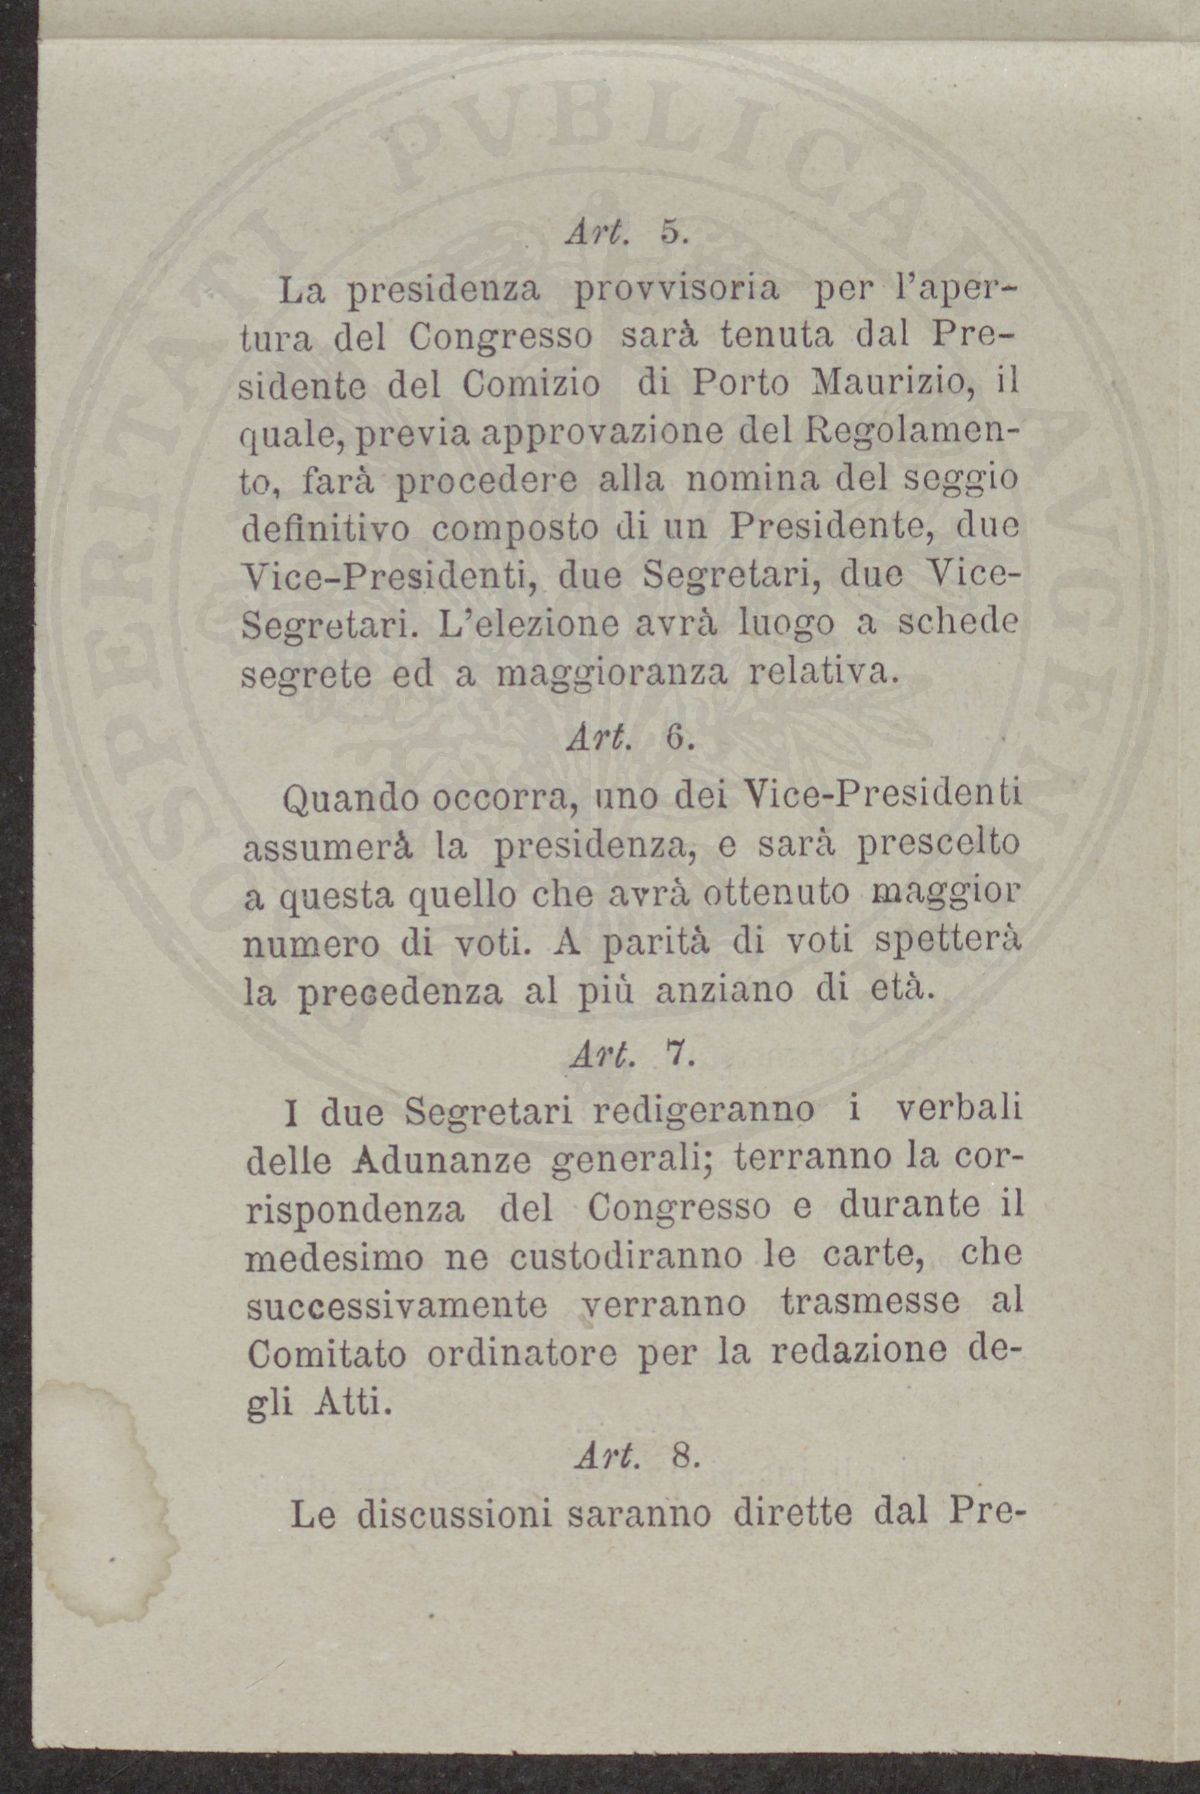 Art. 5.
La presidenza provvisoria per l'aper-
tura del Congresso sarà tenuta dal Pre-
sidente del Comizio di Porto Maurizio, il
quale, previa approvazione del Regolamen-
to, farà procedere alla nomina del seggio
definitivo composto di un Presidente, due
Vice-Presidenti, due Segretari, due Vice-
Segretari. L'elezione avrà luogo a schede
segrete ed a maggioranza relativa.
Art. 6.
Quando occorra, uno dei Vice-Presidenti
assumerà la presidenza, e sarà prescelto
a questa quello che avrà ottenuto maggior
numero di voti. A parità di voti spetterà
la precedenza al più anziano di età.
Art. 7.
I due Segretari redigeranno i verbali
delle Adunanze generali; terranno la cor-
rispondenza del Congresso e durante il
medesimo ne custodiranno le carte, che
successivamente verranno trasmesse al
Comitato ordinatore per la redazione de-
gli Atti.
Art. 8.
Le discussioni saranno dirette dal Pre-